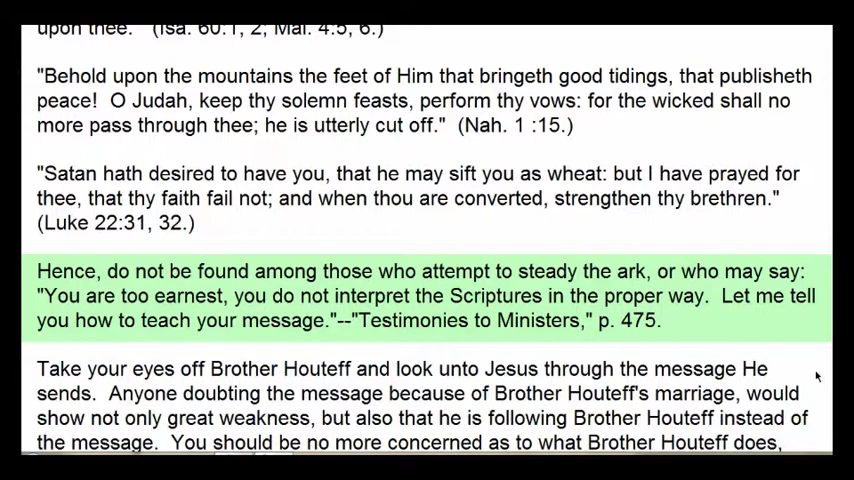 upon thee." (Isa. 60:1, 2; Mal. 4:5, 6.)
"Behold upon the mountains the feet of Him that bringeth good tidings, that publisheth
peace!  O Judah, keep thy solemn feasts, perform thy vows: for the wicked shall no
more pass through thee; he is utterly cut off."  (Nah. 1 :15.)
"Satan hath desired to have you, that he may sift you as wheat: but I have prayed for
thee, that thy faith fail not; and when thou are converted, strengthen thy brethren."
(Luke 22:31, 32.)
Hence, do not be found among those who attempt to steady the ark, or who may say:
"You are too earnest, you do not interpret the Scriptures in the proper way.  Let me tell
you how to teach your message."--"Testimonies to Ministers," p. 475.
Take your eyes off Brother Houteff and look unto Jesus through the message He
sends.  Anyone doubting the message because of Brother Houteff's marriage, would
show not only great weakness, but also that he is following Brother Houteff instead of
the message.  You should be no more concerned as to what Brother Houteff does,